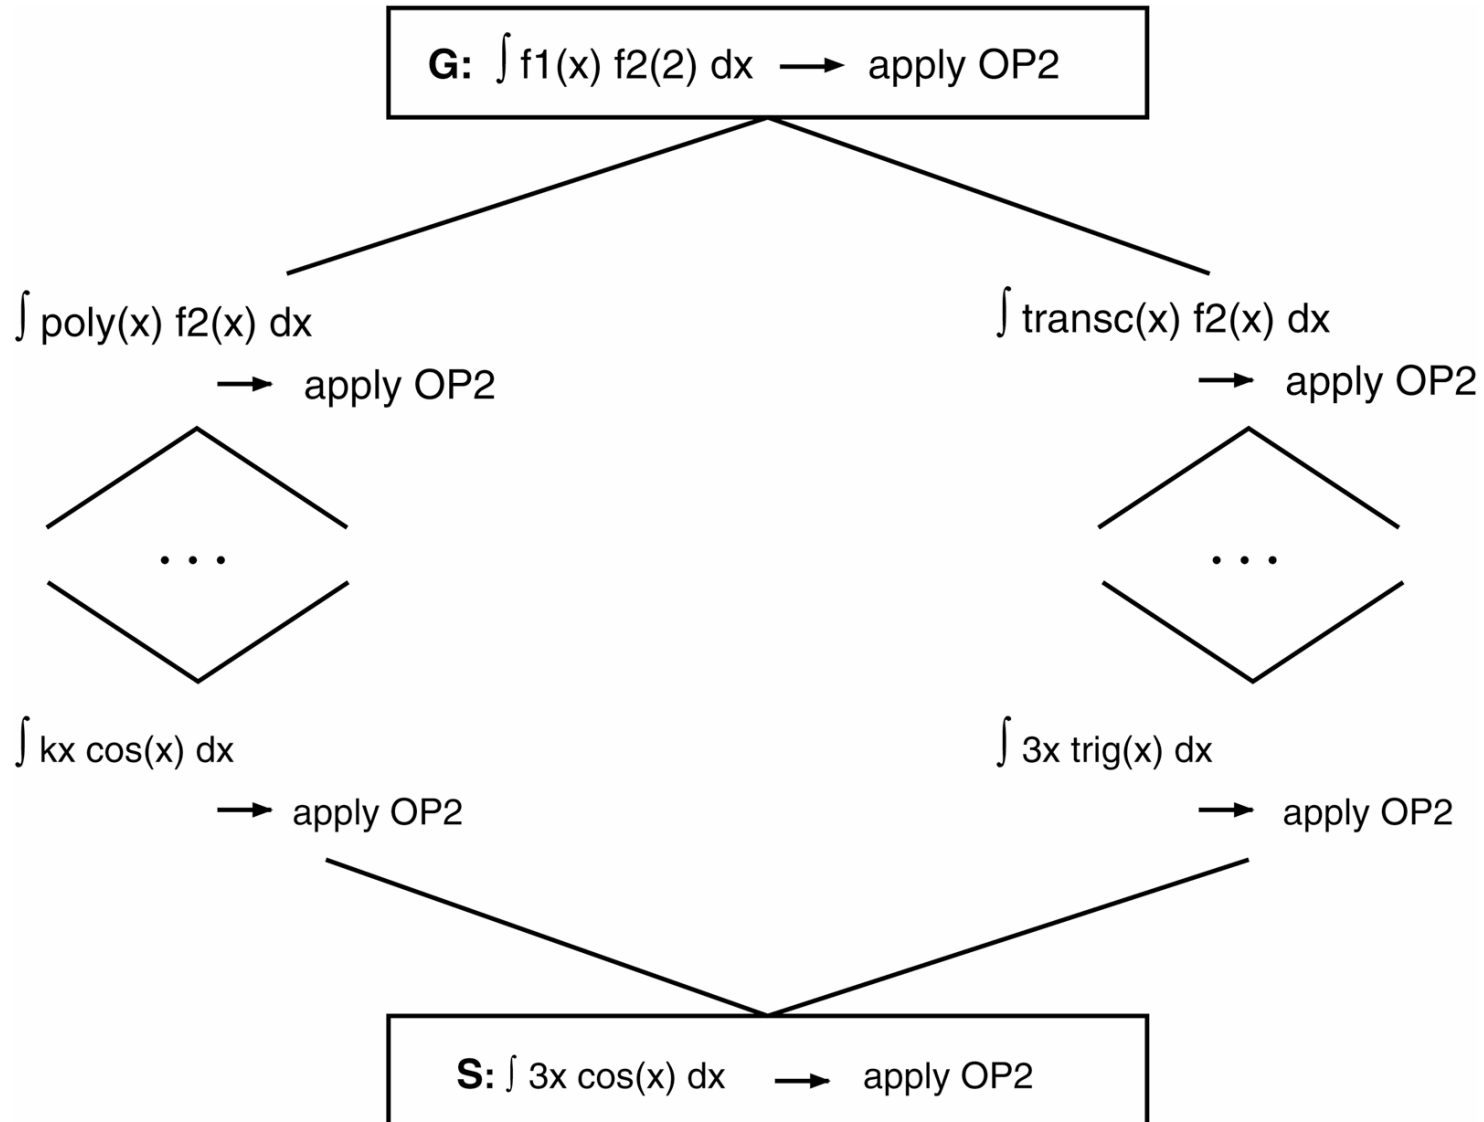 G: ∫ f1(x) f2(2) dx → apply OP2
∫ poly(x) f2(x) dx
→ apply OP2
∫ transc(x) f2(x) dx
→ apply OP2
. . .
. . .
∫ kx cos(x) dx
→ apply OP2
∫ 3x trig(x) dx
→ apply OP2
S: ∫ 3x cos(x) dx → apply OP2